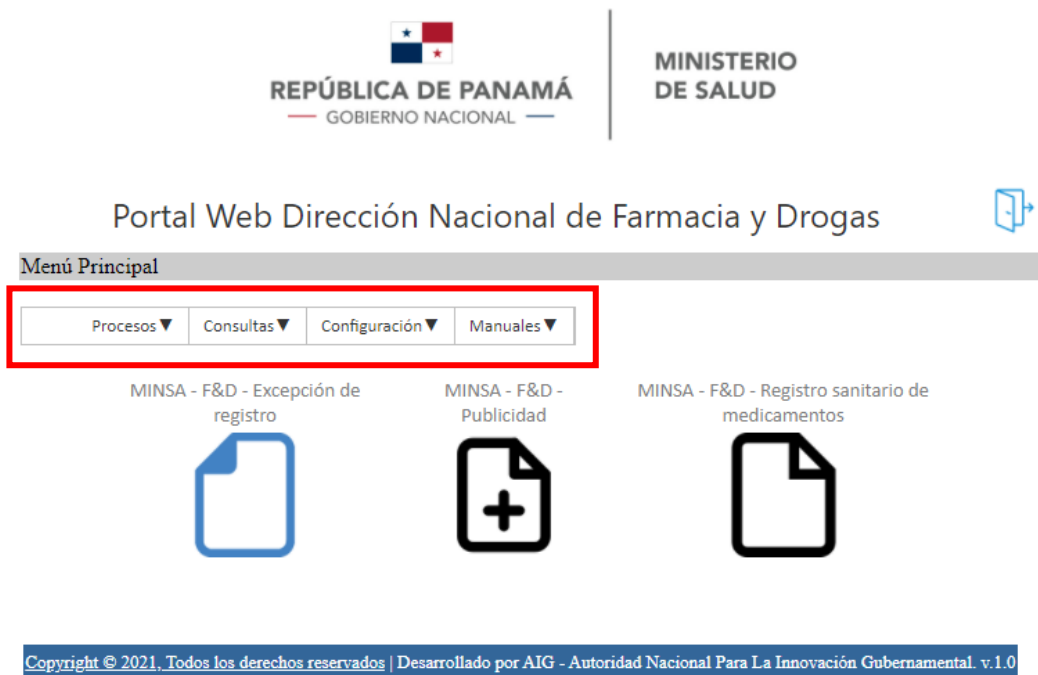 REPÚBLICA DE PANAMÁ
GOBIERNO NACIONAL
MINISTERIO
DE SALUD
Portal Web Dirección Nacional de Farmacia y Drogas
Menú Principal
Procesos▼ Consultas▼ Configuración▼ Manuales▼
MINSA - F&D - Excepción de
registro
MINSA - F&D -
Publicidad
MINSA - F&D - Registro sanitario de
medicamentos
Copyright © 2021, Todos los derechos reservados | Desarrollado por AIG - Autoridad Nacional Para La Innovación Gubernamental. v.1.0